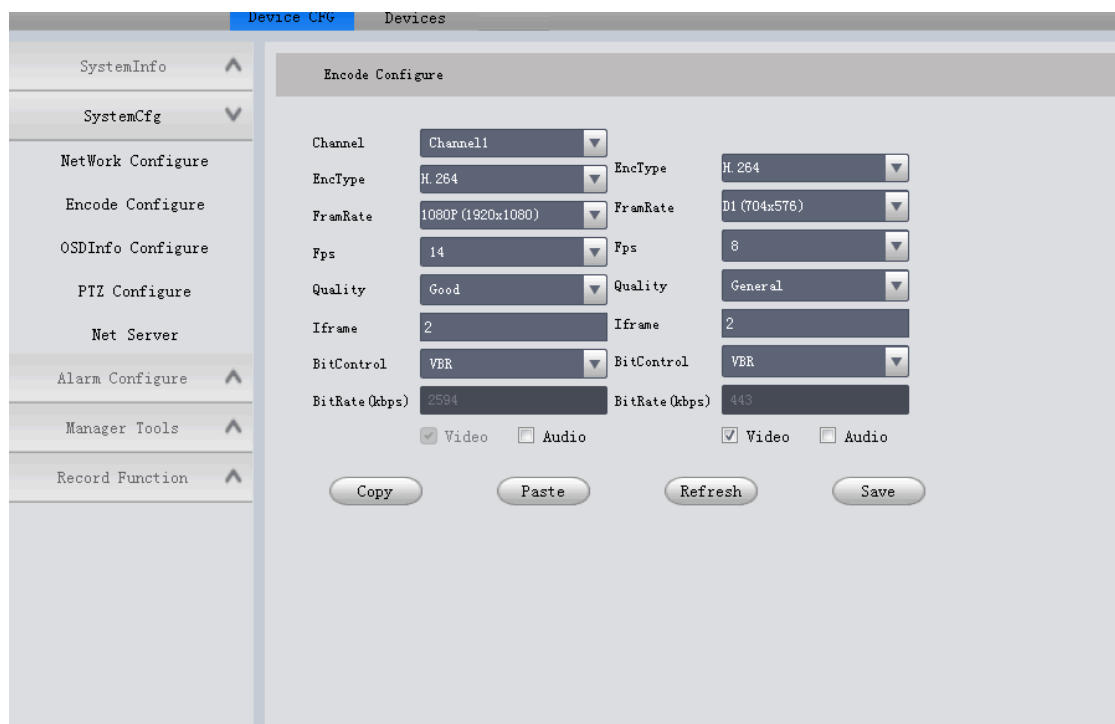 Device CFG Devices
SystemInfo
SystemCfg
NetWork Configure
Encode Configure
OSDInfo Configure
PTZ Configure
Net Server
Alarm Configure
Manager Tools
Record Function
Encode Configure
Channel Channel1
EncType H.264
FramRate 1080P(1920x1080)
Fps 14
Quality Good
Iframe 2
BitControl VBR
BitRate(kbps) 2594
Video Audio
EncType H.264
FramRate D1(704x576)
Fps 8
Quality General
Iframe 2
BitControl VBR
BitRate(kbps) 443
Video Audio
Copy Paste Refresh Save